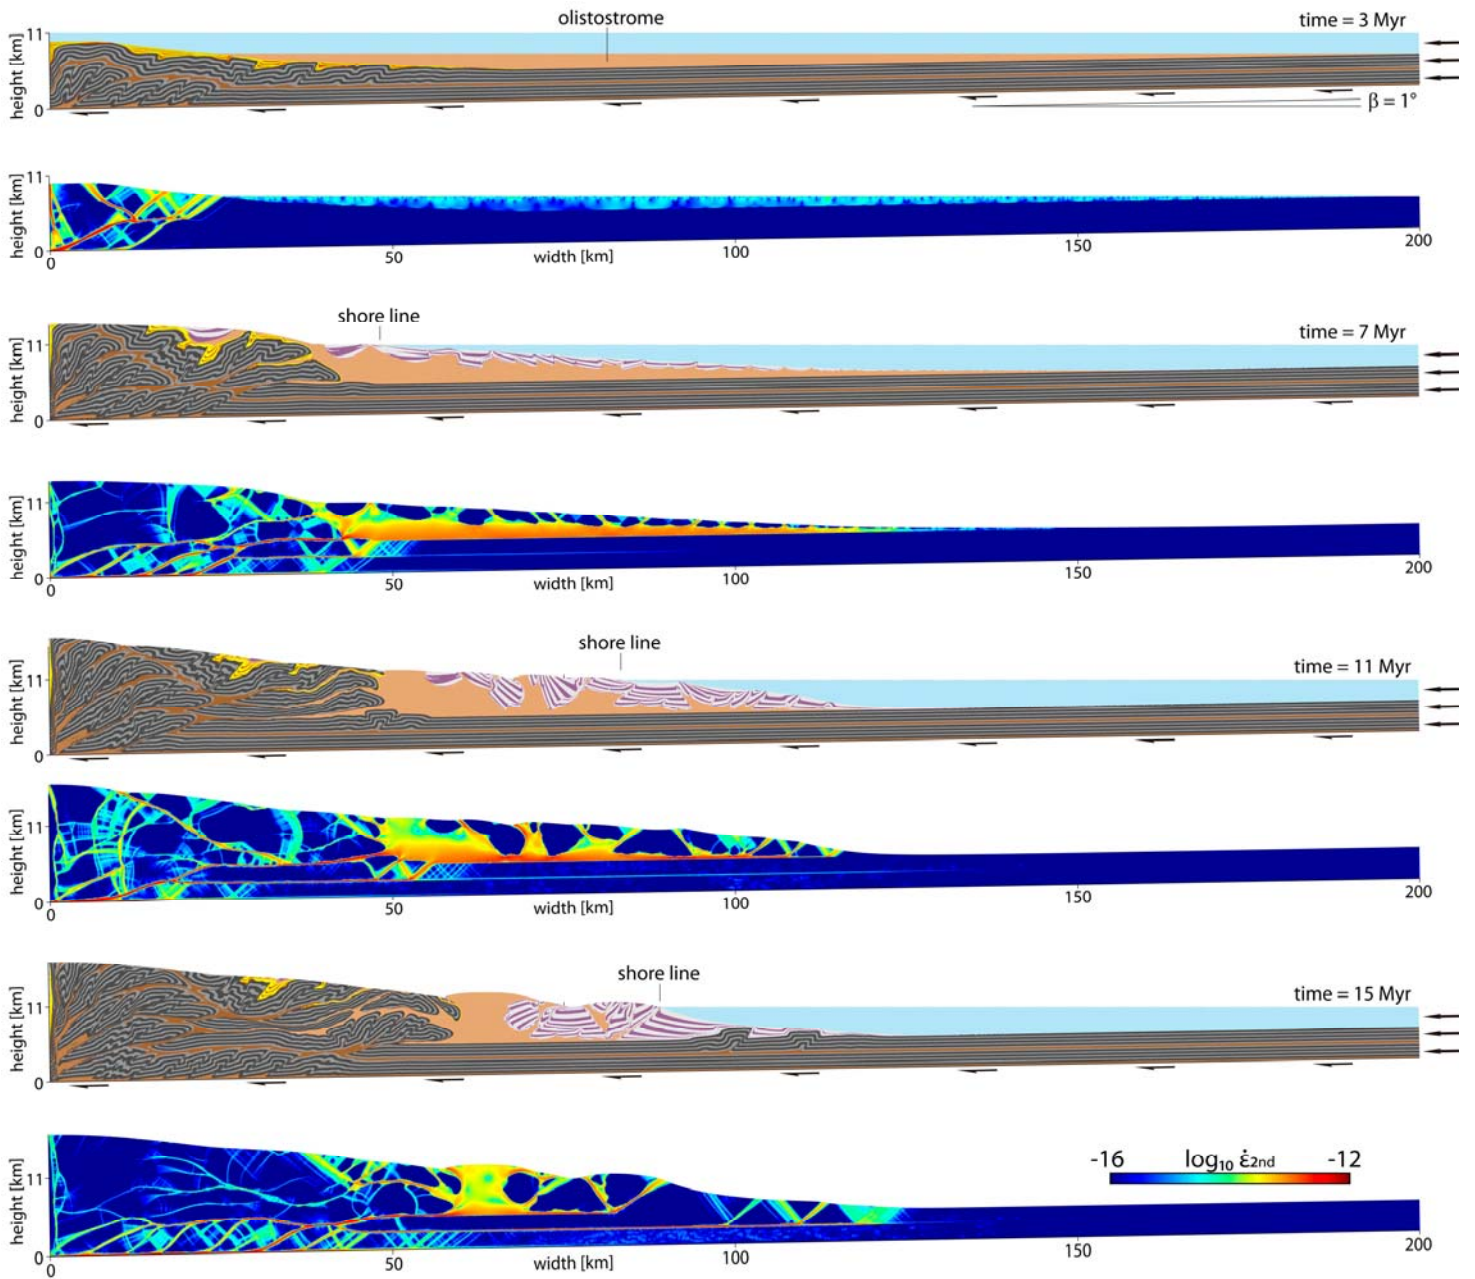 olistostrome
time = 3 Myr
11
height [km]
0
β = 1°
11
height [km]
0
0 50 width [km] 100 150 200
shore line
time = 7 Myr
11
height [km]
0
11
height [km]
0
0 50 width [km] 100 150 200
shore line
time = 11 Myr
11
height [km]
0
11
height [km]
0
0 50 width [km] 100 150 200
shore line
time = 15 Myr
11
height [km]
0
-16 log₁₀ ε̇₂nd -12
11
height [km]
0
0 50 width [km] 100 150 200